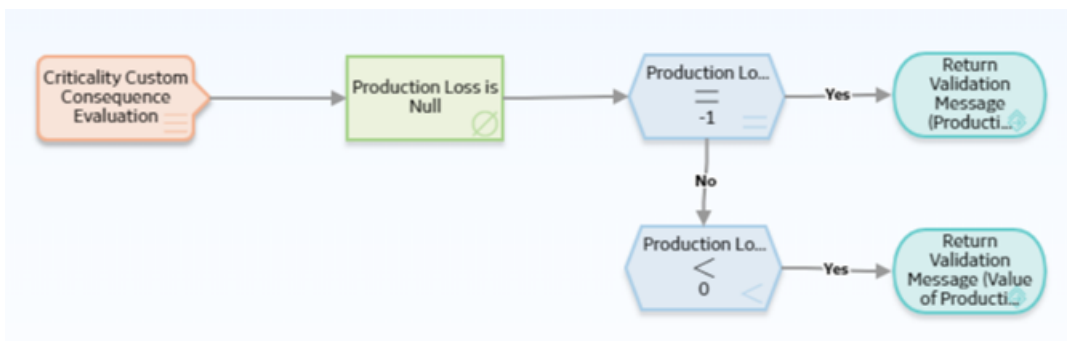 Criticality Custom
Consequence
Evaluation
Production Loss is
Null
Production Lo...
=
-1
Yes
Return
Validation
Message
(Producti...
No
Production Lo...
<
0
Yes
Return
Validation
Message (Value
of Producti...